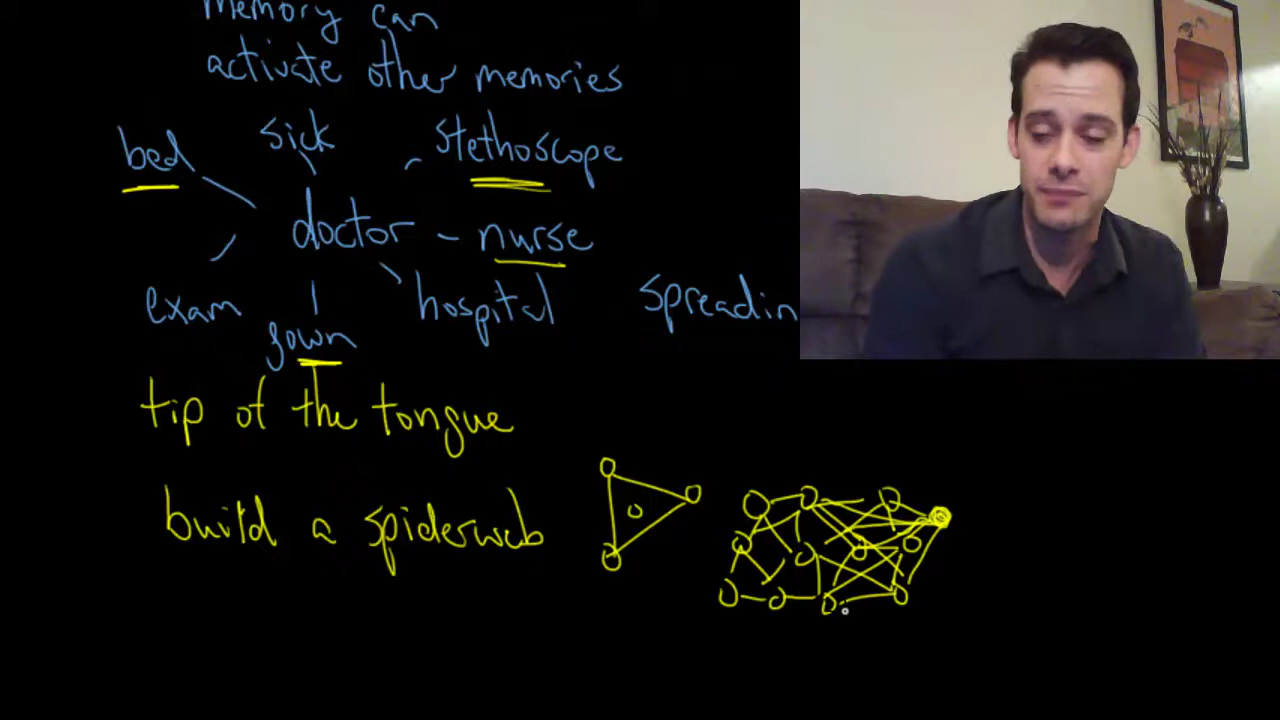 memory can
activate other memories
bed sick stethoscope
doctor - nurse
exam gown hospital spreadin
tip of the tongue
build a spiderweb